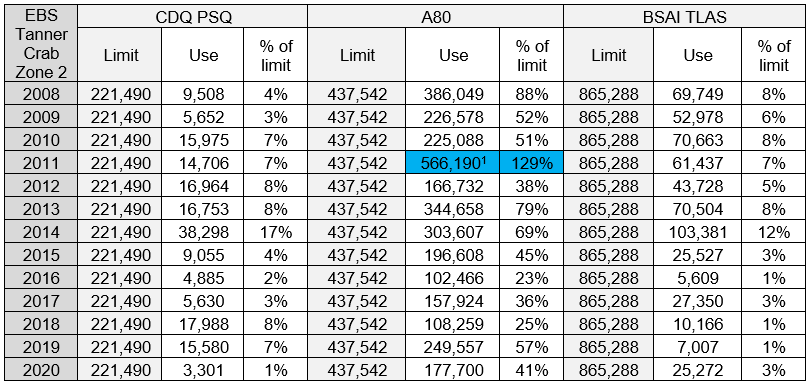 EBS Tanner Crab Zone 2 CDQ PSQ A80 BSAI TLAS
Limit Use % of limit Limit Use % of limit Limit Use % of limit
2008 221,490 9,508 4% 437,542 386,049 88% 865,288 69,749 8%
2009 221,490 5,652 3% 437,542 226,578 52% 865,288 52,978 6%
2010 221,490 15,975 7% 437,542 225,088 51% 865,288 70,663 8%
2011 221,490 14,706 7% 437,542 566,190¹ 129% 865,288 61,437 7%
2012 221,490 16,964 8% 437,542 166,732 38% 865,288 43,728 5%
2013 221,490 16,753 8% 437,542 344,658 79% 865,288 70,504 8%
2014 221,490 38,298 17% 437,542 303,607 69% 865,288 103,381 12%
2015 221,490 9,055 4% 437,542 196,608 45% 865,288 25,527 3%
2016 221,490 4,885 2% 437,542 102,466 23% 865,288 5,609 1%
2017 221,490 5,630 3% 437,542 157,924 36% 865,288 27,350 3%
2018 221,490 17,988 8% 437,542 108,259 25% 865,288 10,166 1%
2019 221,490 15,580 7% 437,542 249,557 57% 865,288 7,007 1%
2020 221,490 3,301 1% 437,542 177,700 41% 865,288 25,272 3%